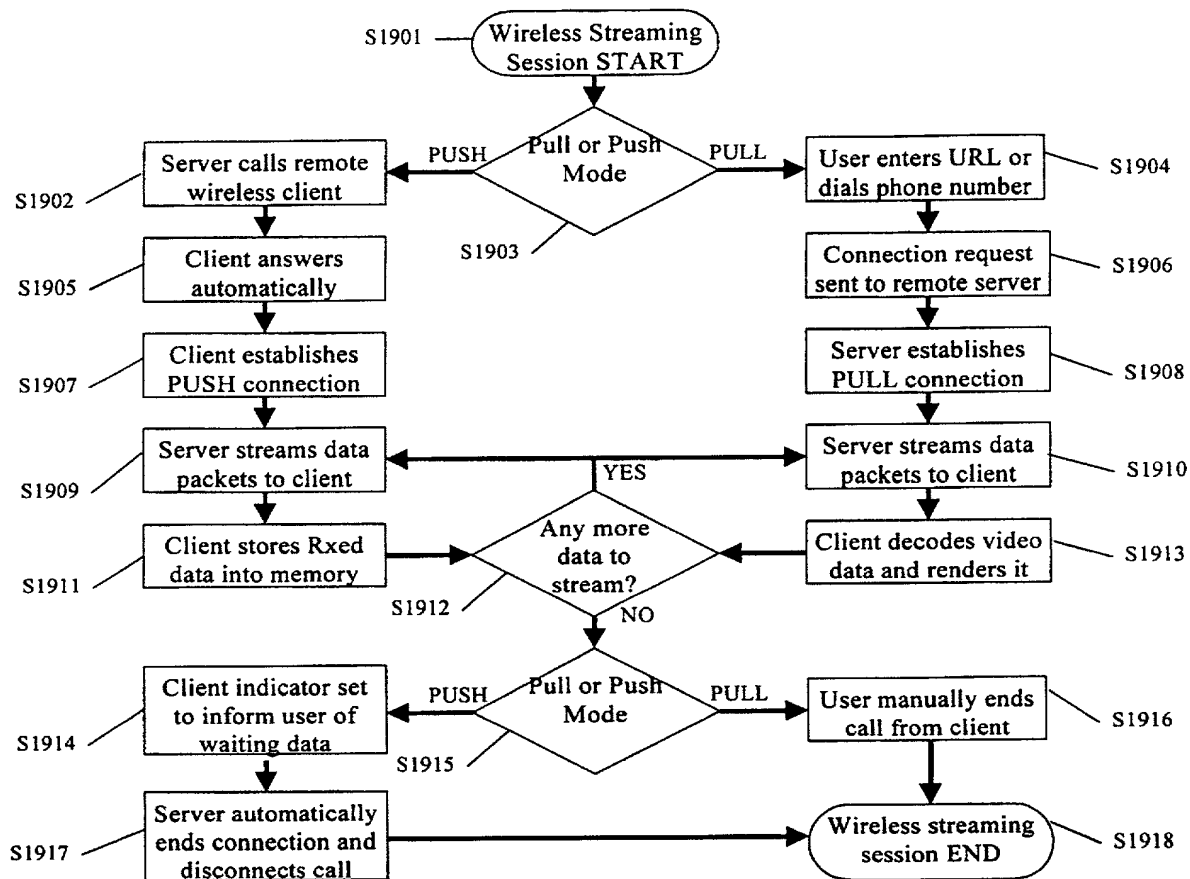 S1901
Wireless Streaming
Session START
Pull or Push
Mode
PUSH
PULL
S1903
Server calls remote
wireless client
S1902
User enters URL or
dials phone number
S1904
Client answers
automatically
S1905
Connection request
sent to remote server
S1906
Client establishes
PUSH connection
S1907
Server establishes
PULL connection
S1908
Server streams data
packets to client
S1909
YES
Server streams data
packets to client
S1910
Client stores Rxed
data into memory
S1911
Any more
data to
stream?
S1912
NO
Client decodes video
data and renders it
S1913
Client indicator set
to inform user of
waiting data
S1914
PUSH
Pull or Push
Mode
PULL
S1915
User manually ends
call from client
S1916
Server automatically
ends connection and
disconnects call
S1917
Wireless streaming
session END
S1918